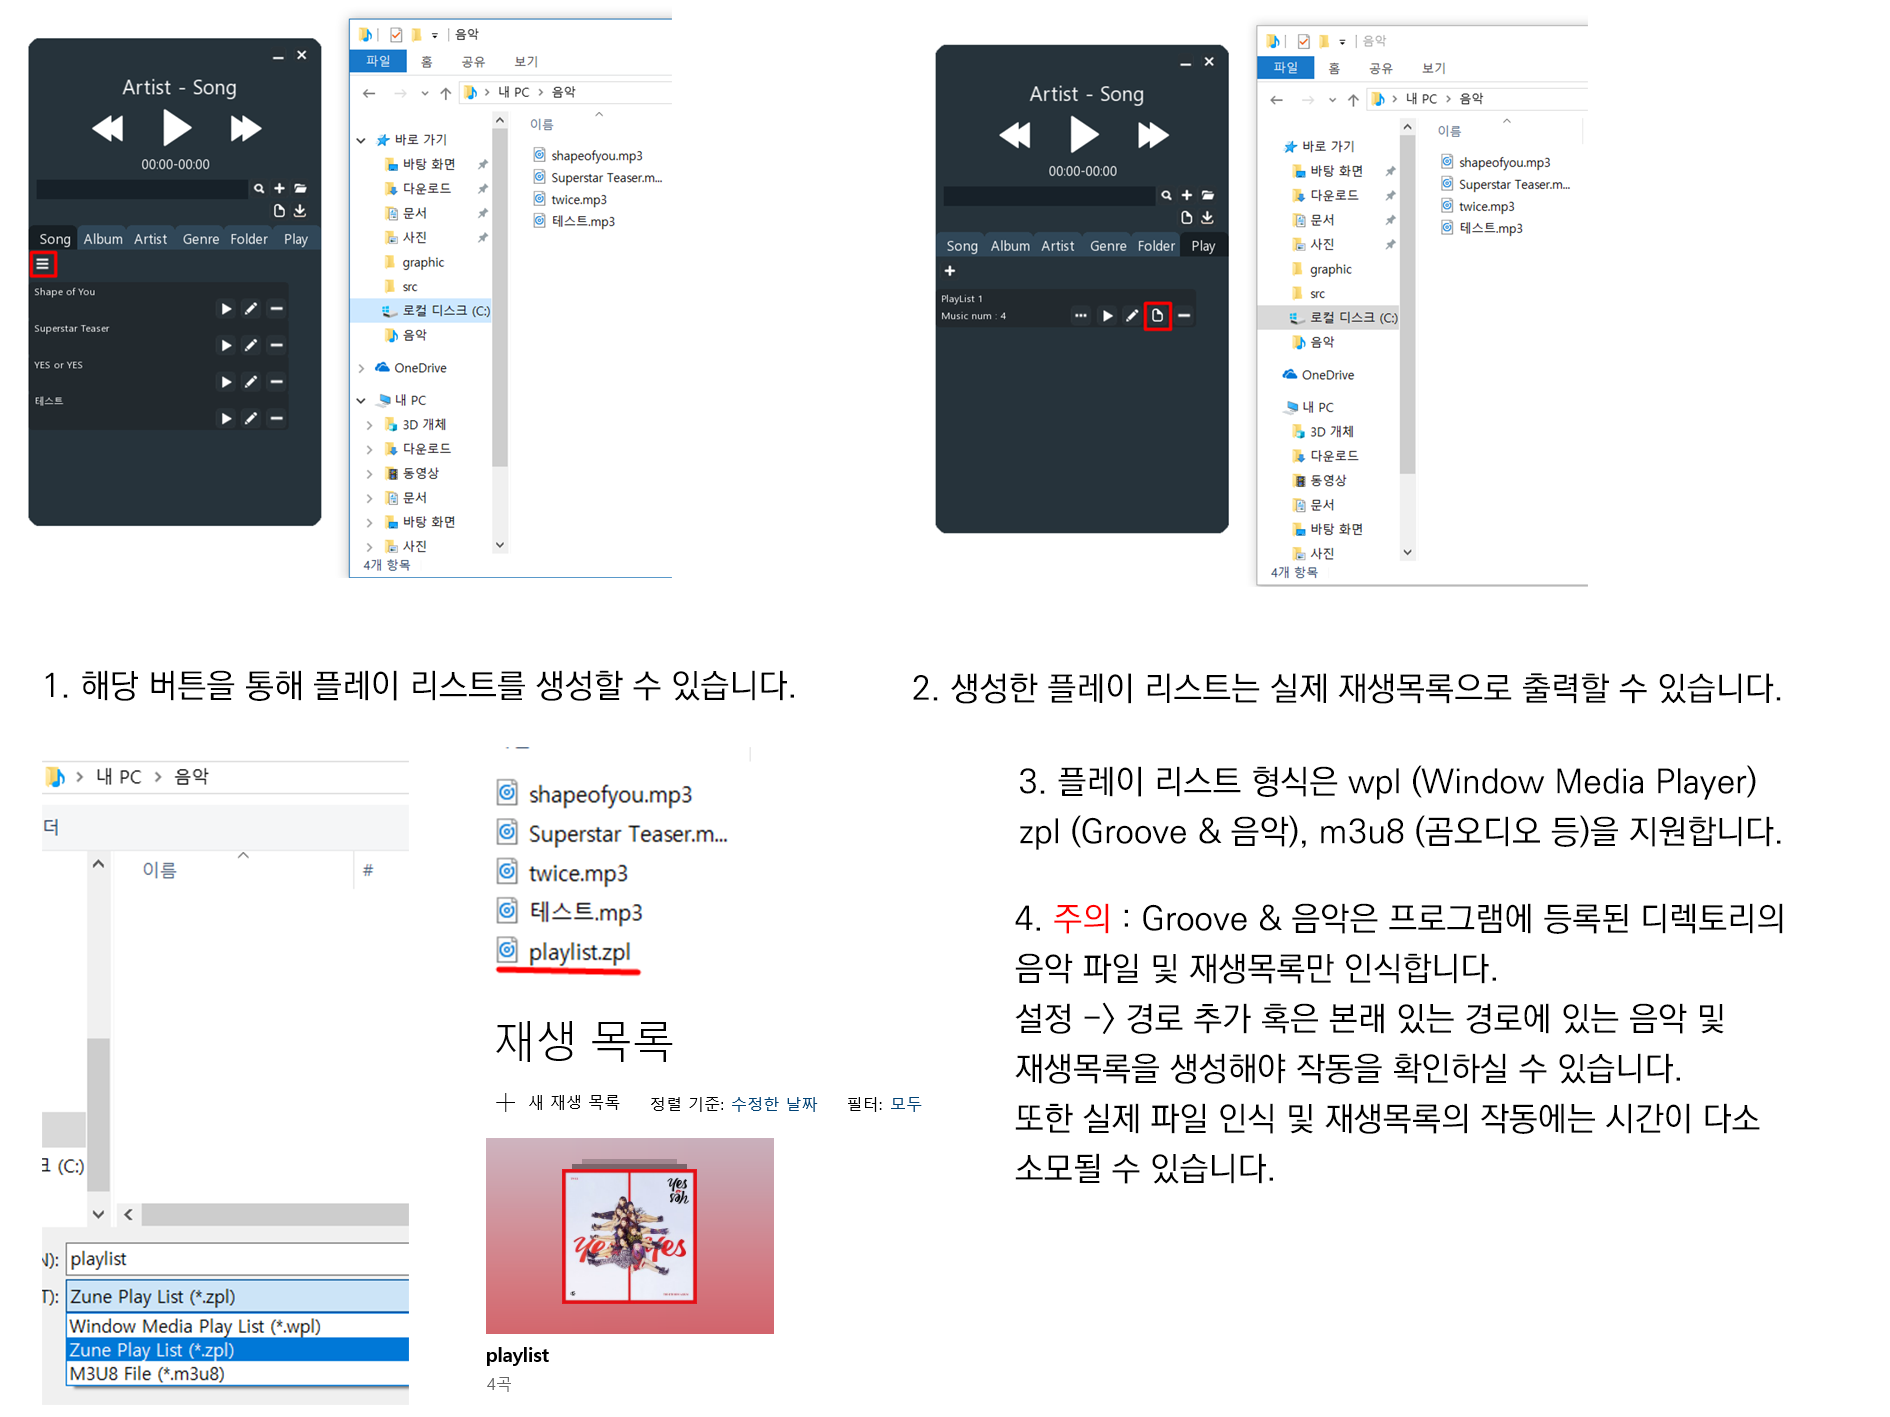 Artist - Song
00:00-00:00
Song Album Artist Genre Folder Play
Shape of You
Superstar Teaser
YES or YES
테스트
음악
파일 홈 공유 보기
내 PC > 음악
이름
바로 가기
바탕 화면
다운로드
문서
사진
graphic
src
로컬 디스크 (C:)
음악
OneDrive
내 PC
3D 개체
다운로드
동영상
문서
바탕 화면
사진
4개 항목
shapeofyou.mp3
Superstar Teaser.m...
twice.mp3
테스트.mp3
Artist - Song
00:00-00:00
Song Album Artist Genre Folder Play
PlayList 1
Music num : 4
음악
파일 홈 공유 보기
내 PC > 음악
이름
바로 가기
바탕 화면
다운로드
문서
사진
graphic
src
로컬 디스크 (C:)
음악
OneDrive
내 PC
3D 개체
다운로드
동영상
문서
바탕 화면
사진
4개 항목
shapeofyou.mp3
Superstar Teaser.m...
twice.mp3
테스트.mp3
1. 해당 버튼을 통해 플레이 리스트를 생성할 수 있습니다.
2. 생성한 플레이 리스트는 실제 재생목록으로 출력할 수 있습니다.
내 PC > 음악
더
이름 #
크 (C:)
N): playlist
T): Zune Play List (*.zpl)
Window Media Play List (*.wpl)
Zune Play List (*.zpl)
M3U8 File (*.m3u8)
shapeofyou.mp3
Superstar Teaser.m...
twice.mp3
테스트.mp3
playlist.zpl
재생 목록
새 재생 목록 정렬 기준: 수정한 날짜 필터: 모두
yes
yes
playlist
4곡
3. 플레이 리스트 형식은 wpl (Window Media Player)
zpl (Groove & 음악), m3u8 (곰오디오 등)을 지원합니다.
4. 주의 : Groove & 음악은 프로그램에 등록된 디렉토리의
음악 파일 및 재생목록만 인식합니다.
설정 -> 경로 추가 혹은 본래 있는 경로에 있는 음악 및
재생목록을 생성해야 작동을 확인하실 수 있습니다.
또한 실제 파일 인식 및 재생목록의 작동에는 시간이 다소
소모될 수 있습니다.